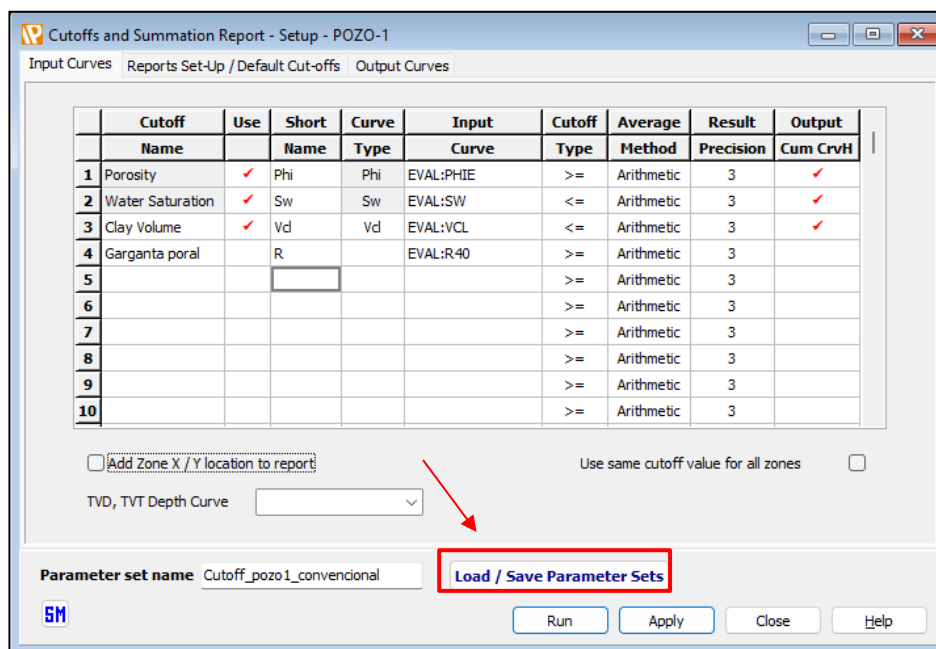 Cutoffs and Summation Report - Setup - POZO-1
Input Curves Reports Set-Up / Default Cut-offs Output Curves
Cutoff Use Short Curve Input Cutoff Average Result Output
Name Name Type Curve Type Method Precision Cum CrvH
1 Porosity ✔ Phi Phi EVAL:PHIE >= Arithmetic 3 ✔
2 Water Saturation ✔ Sw Sw EVAL:SW <= Arithmetic 3 ✔
3 Clay Volume ✔ Vcl Vcl EVAL:VCL <= Arithmetic 3 ✔
4 Garganta poral R EVAL:R40 >= Arithmetic 3
5 >= Arithmetic 3
6 >= Arithmetic 3
7 >= Arithmetic 3
8 >= Arithmetic 3
9 >= Arithmetic 3
10 >= Arithmetic 3
Add Zone X / Y location to report Use same cutoff value for all zones
TVD, TVT Depth Curve
Parameter set name Cutoff_pozo1_convencional Load / Save Parameter Sets
SM Run Apply Close Help